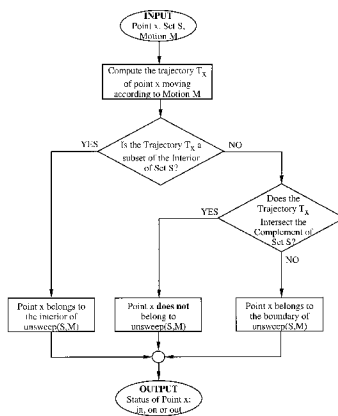 INPUT
Point x, Set S,
Motion M
Compute the trajectory Tx
of point x moving
according to Motion M
YES
Is the Trajectory Tx a
subset of the Interior
of Set S?
NO
YES
Does the
Trajectory Tx
Intersect the
Complement of
Set S?
NO
Point x belongs to
the interior of
unsweep(S,M)
Point x does not
belong to
unsweep(S,M)
Point x belongs to
the boundary of
unsweep(S,M)
OUTPUT
Status of Point x:
in, on or out